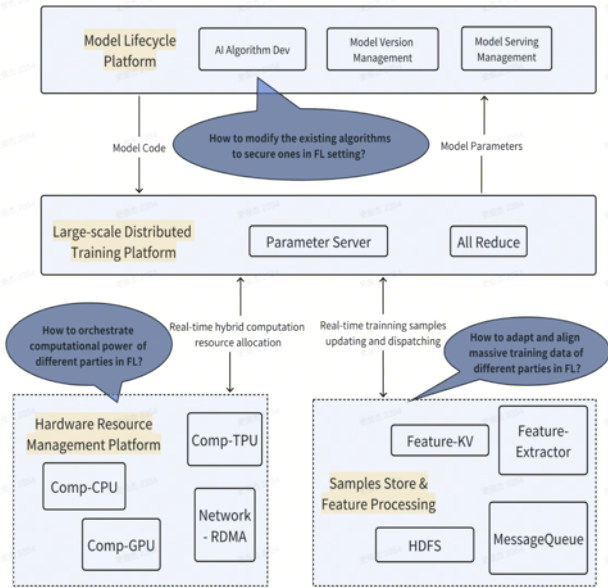 Model Lifecycle
Platform
AI Algorithm Dev
Model Version
Management
Model Serving
Management
How to modify the existing algorithms
to secure ones in FL setting?
Model Code
Model Parameters
Large-scale Distributed
Training Platform
Parameter Server
All Reduce
How to orchestrate
computational power of
different parties in FL?
Real-time hybrid computation
resource allocation
Real-time trainning samples
updating and dispatching
How to adapt and align
massive training data of
different parties in FL?
Hardware Resource
Management Platform
Comp-TPU
Comp-CPU
Comp-GPU
Network
- RDMA
Feature-KV
Feature-
Extractor
Samples Store &
Feature Processing
HDFS
MessageQueue